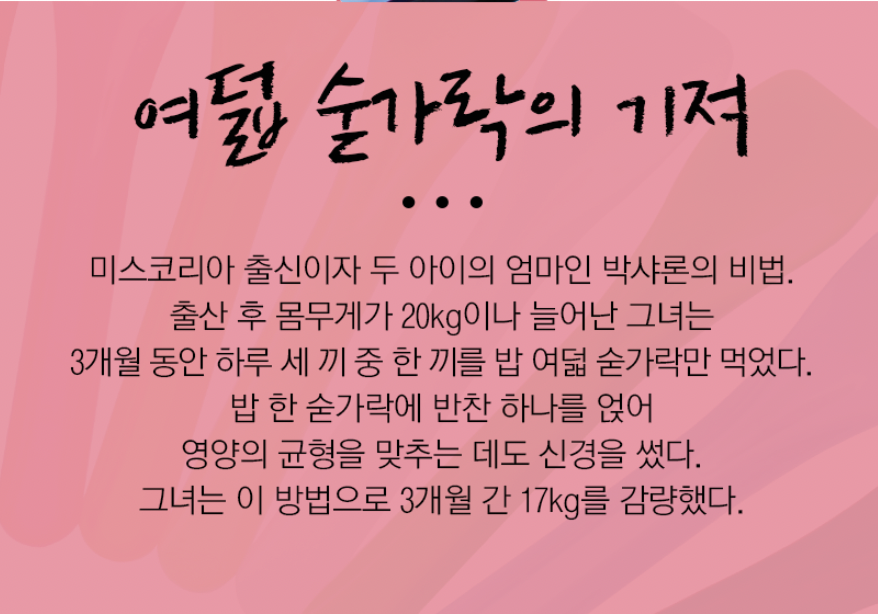 여덟 숟가락의 기져
• • •
미스코리아 출신이자 두 아이의 엄마인 박샤론의 비법.
출산 후 몸무게가 20kg이나 늘어난 그녀는
3개월 동안 하루 세 끼 중 한 끼를 밥 여덟 숟가락만 먹었다.
밥 한 숟가락에 반찬 하나를 얹어
영양의 균형을 맞추는 데도 신경을 썼다.
그녀는 이 방법으로 3개월 간 17kg를 감량했다.